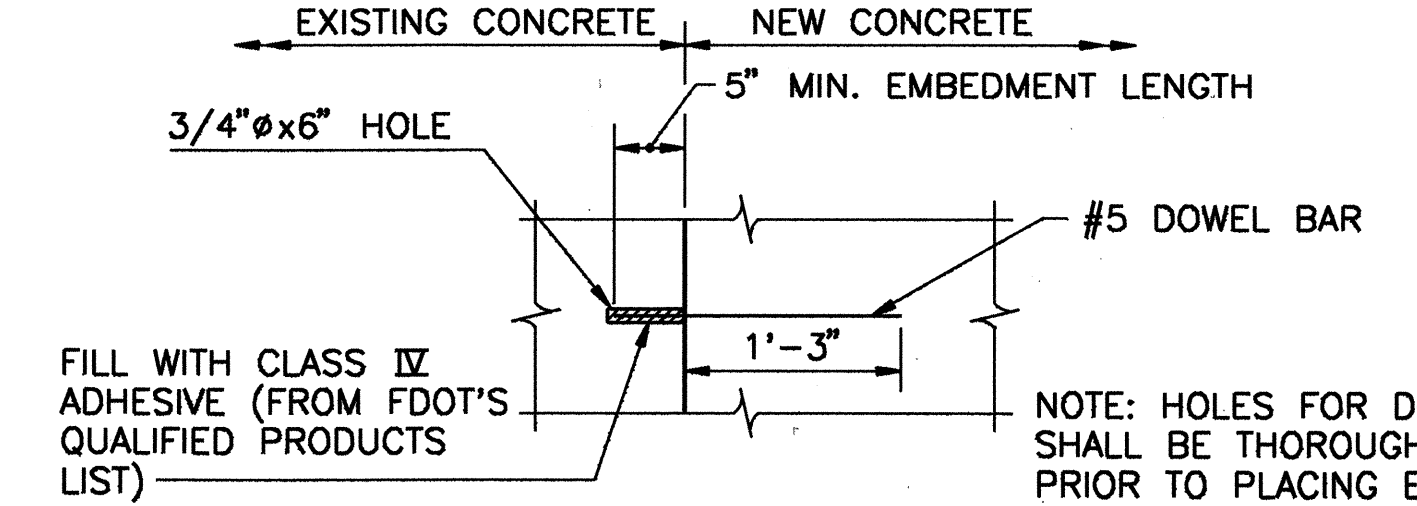 EXISTING CONCRETE
NEW CONCRETE
5" MIN. EMBEDMENT LENGTH
3/4"øx6" HOLE
#5 DOWEL BAR
1'-3"
FILL WITH CLASS IV
ADHESIVE (FROM FDOT'S
QUALIFIED PRODUCTS
LIST)
NOTE: HOLES FOR
SHALL BE
PRIOR TO PLACING